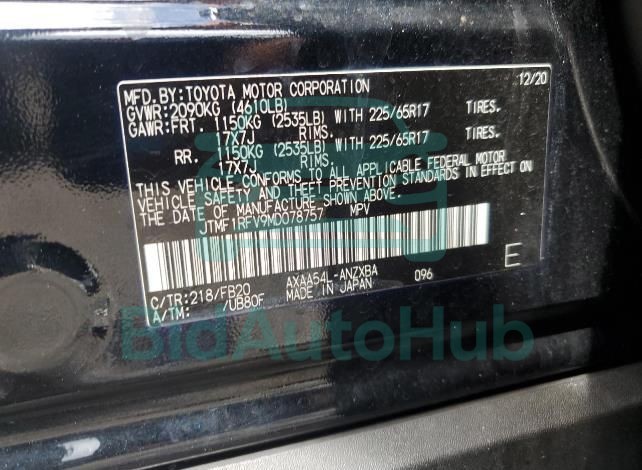 MFD.BY:TOYOTA MOTOR CORPORATION 12/20
GVWR:2090KG (4610LB)
GAWR:FRT. 1150KG (2535LB) WITH 225/65R17 TIRES.
17X7J RIMS.
RR. 1150KG (2535LB) WITH 225/65R17 TIRES.
17X7J RIMS.
THIS VEHICLE CONFORMS TO ALL APPLICABLE FEDERAL MOTOR
VEHICLE SAFETY AND THEFT PREVENTION STANDARDS IN EFFECT ON
THE DATE OF MANUFACTURE SHOWN ABOVE.
JTMF1RFV9MD078757 MPV
C/TR:218/FB20 AXAA54L-ANZXBA 096 E
A/TM: /UB80F MADE IN JAPAN
BidAutoHub